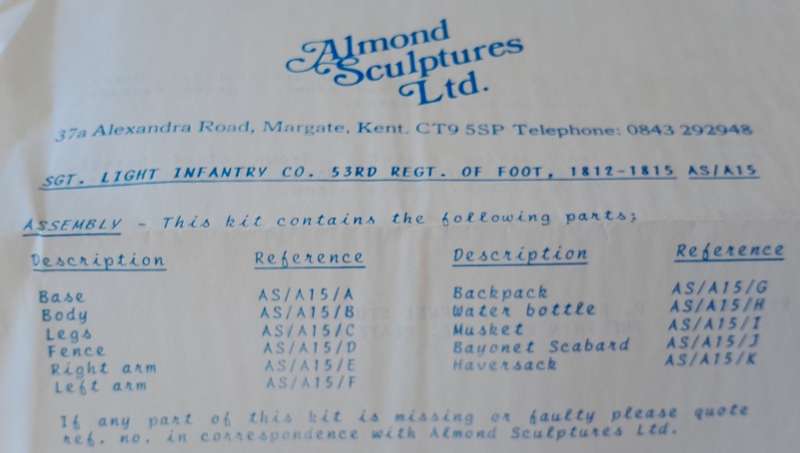 Almond
Sculptures
Ltd.
37a Alexandra Road, Margate, Kent. CT9 5SP Telephone: 0843 292948
SGT. LIGHT INFANTRY CO. 53RD REGT. OF FOOT, 1812-1815 AS/A15
ASSEMBLY - This kit contains the following parts;
Description Reference Description Reference
Base AS/A15/A Backpack AS/A15/G
Body AS/A15/B Water bottle AS/A15/H
Legs AS/A15/C Musket AS/A15/I
Fence AS/A15/D Bayonet Scabard AS/A15/J
Right arm AS/A15/E Haversack AS/A15/K
Left arm AS/A15/F
If any part of this kit is missing or faulty please quote
ref. no. in correspondence with Almond Sculptures Ltd.